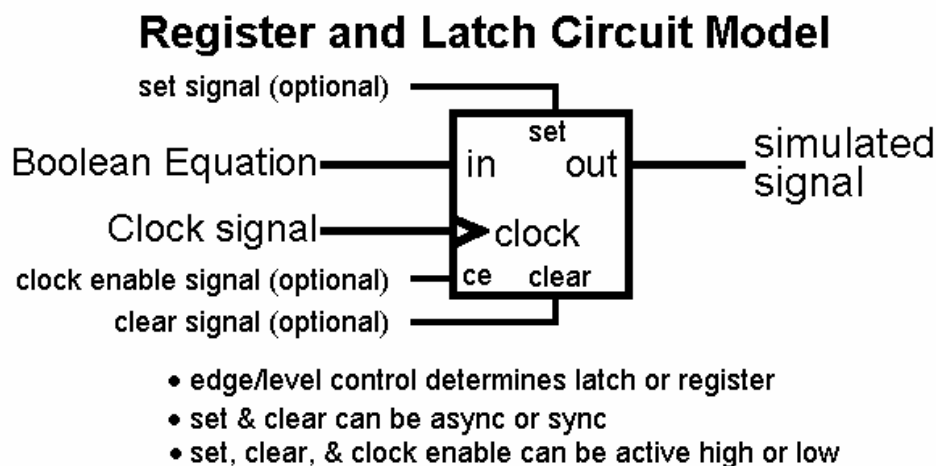 Register and Latch Circuit Model
set signal (optional)
set
Boolean Equation
in
out
simulated
signal
Clock signal
clock
clock enable signal (optional)
ce
clear
clear signal (optional)
• edge/level control determines latch or register
• set & clear can be async or sync
• set, clear, & clock enable can be active high or low